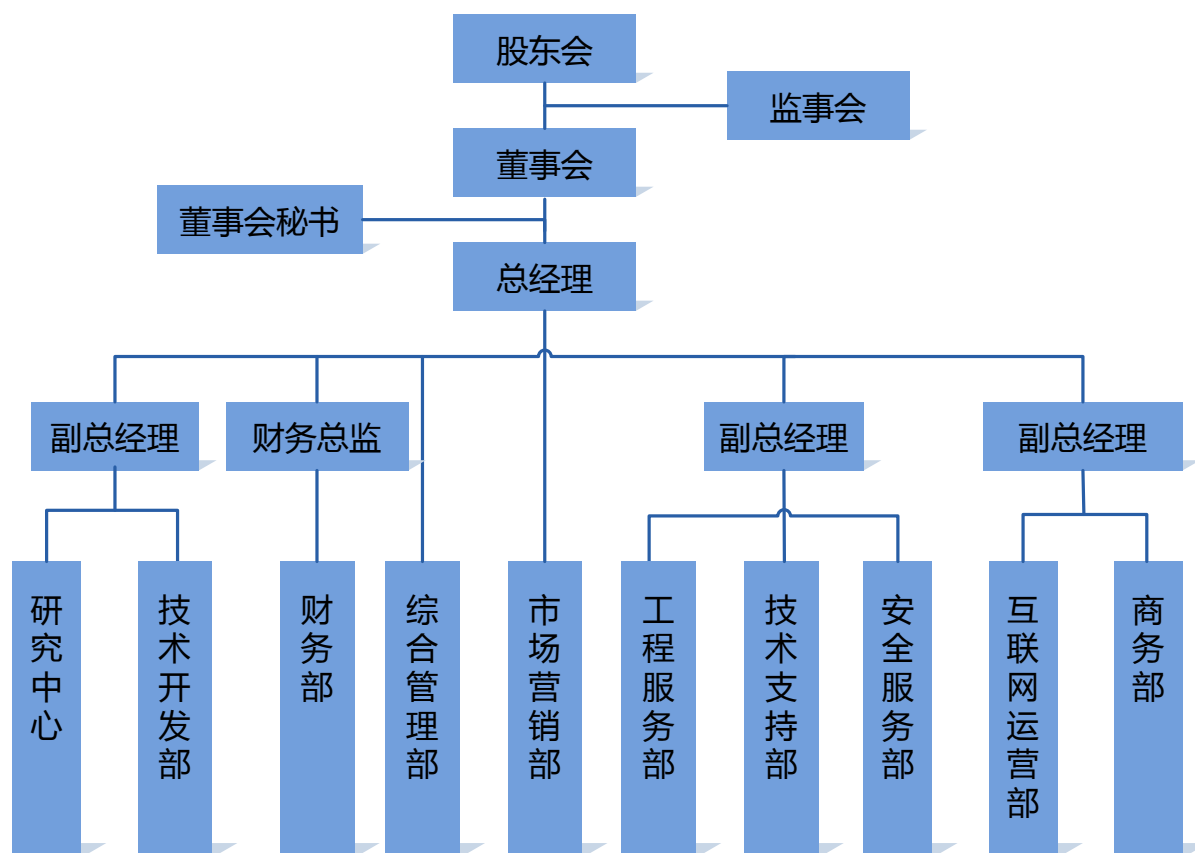 股东会
监事会
董事会
董事会秘书
总经理
副总经理
财务总监
副总经理
副总经理
研究中心
技术开发部
财务部
综合管理部
市场营销部
工程服务部
技术支持部
安全服务部
互联网运营部
商务部